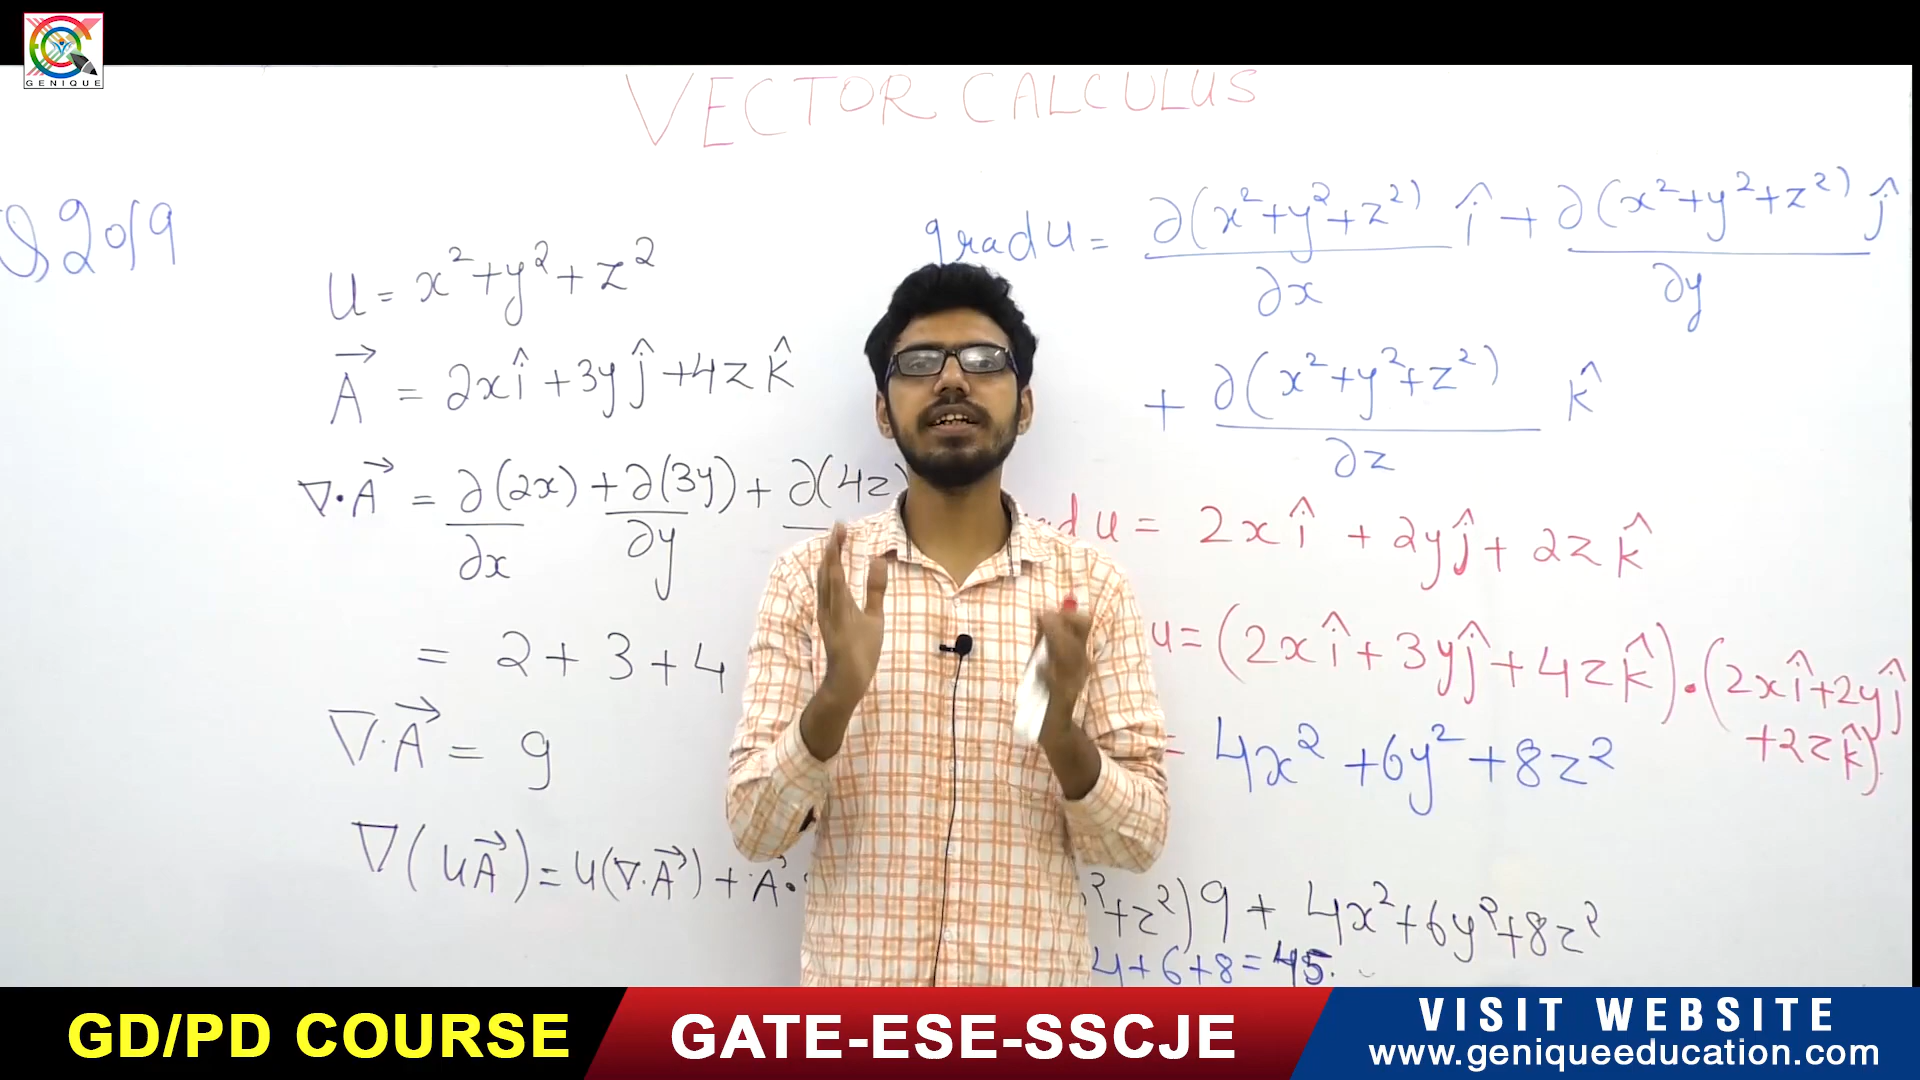 GENIQUE
VECTOR CALCULUS
2019
u = x²+y²+z²
A⃗ = 2xî+3yĵ+4zk̂
∇·A⃗ = ∂(2x)/∂x + ∂(3y)/∂y + ∂(4z)
= 2+3+4
∇·A⃗ = 9
∇(uA⃗) = u(∇·A⃗) + A⃗·
grad u = ∂(x²+y²+z²)/∂x î + ∂(x²+y²+z²)/∂y ĵ
+ ∂(x²+y²+z²)/∂z k̂
u = 2xî + 2yĵ + 2zk̂
u = (2xî+3yĵ+4zk̂)·(2xî+2yĵ
+2zk̂)
= 4x²+6y²+8z²
+z²)9 + 4x²+6y²+8z²
4+6+8=45.
GD/PD COURSE
GATE-ESE-SSCJE
VISIT WEBSITE
www.geniqueeducation.com